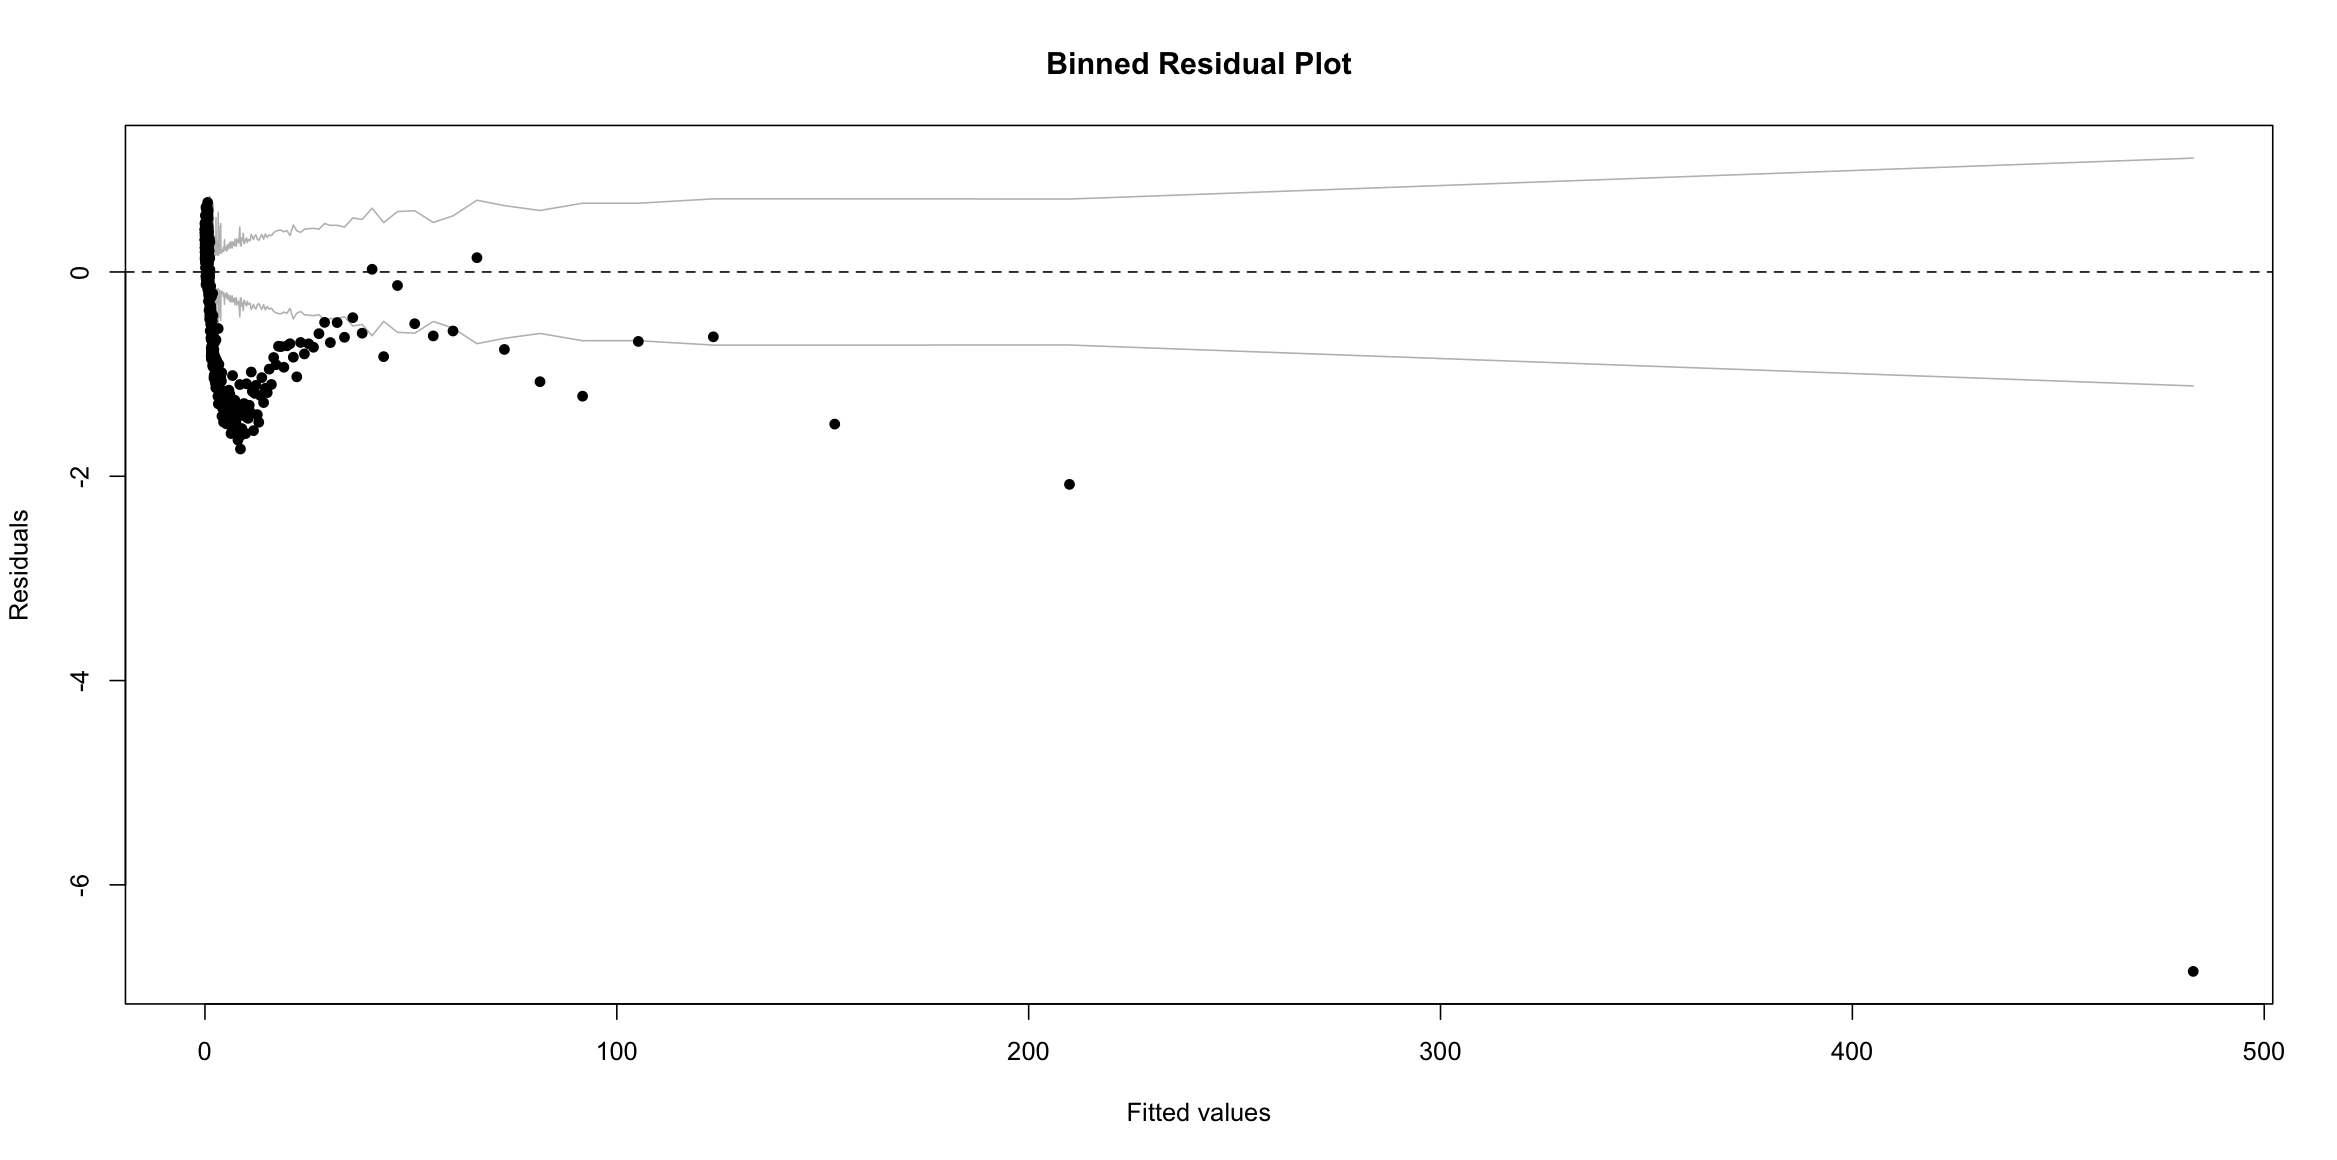 Binned Residual Plot
Residuals
0
-2
-4
-6
0 100 200 300 400 500
Fitted values